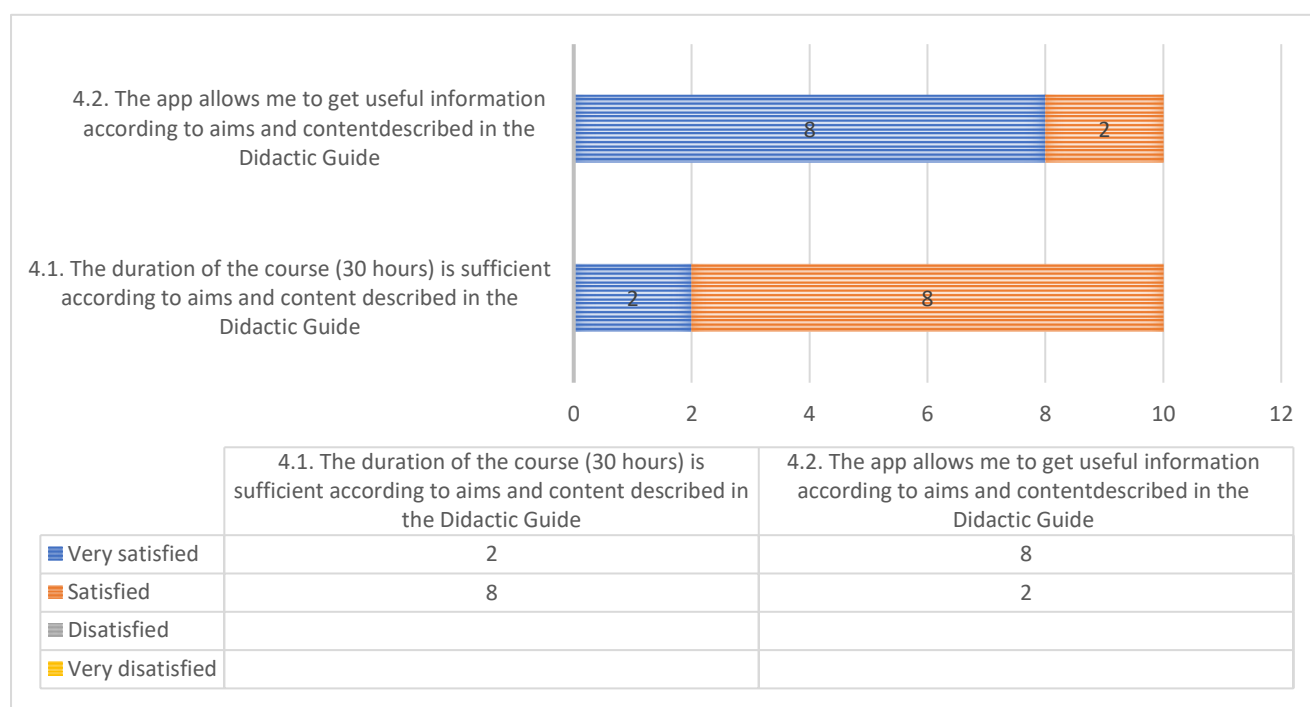 4.2. The app allows me to get useful information
according to aims and contentdescribed in the
Didactic Guide
8
2
4.1. The duration of the course (30 hours) is sufficient
according to aims and content described in the
Didactic Guide
2
8
0 2 4 6 8 10 12
4.1. The duration of the course (30 hours) is
sufficient according to aims and content described in
the Didactic Guide
4.2. The app allows me to get useful information
according to aims and contentdescribed in the
Didactic Guide
Very satisfied 2 8
Satisfied 8 2
Disatisfied
Very disatisfied